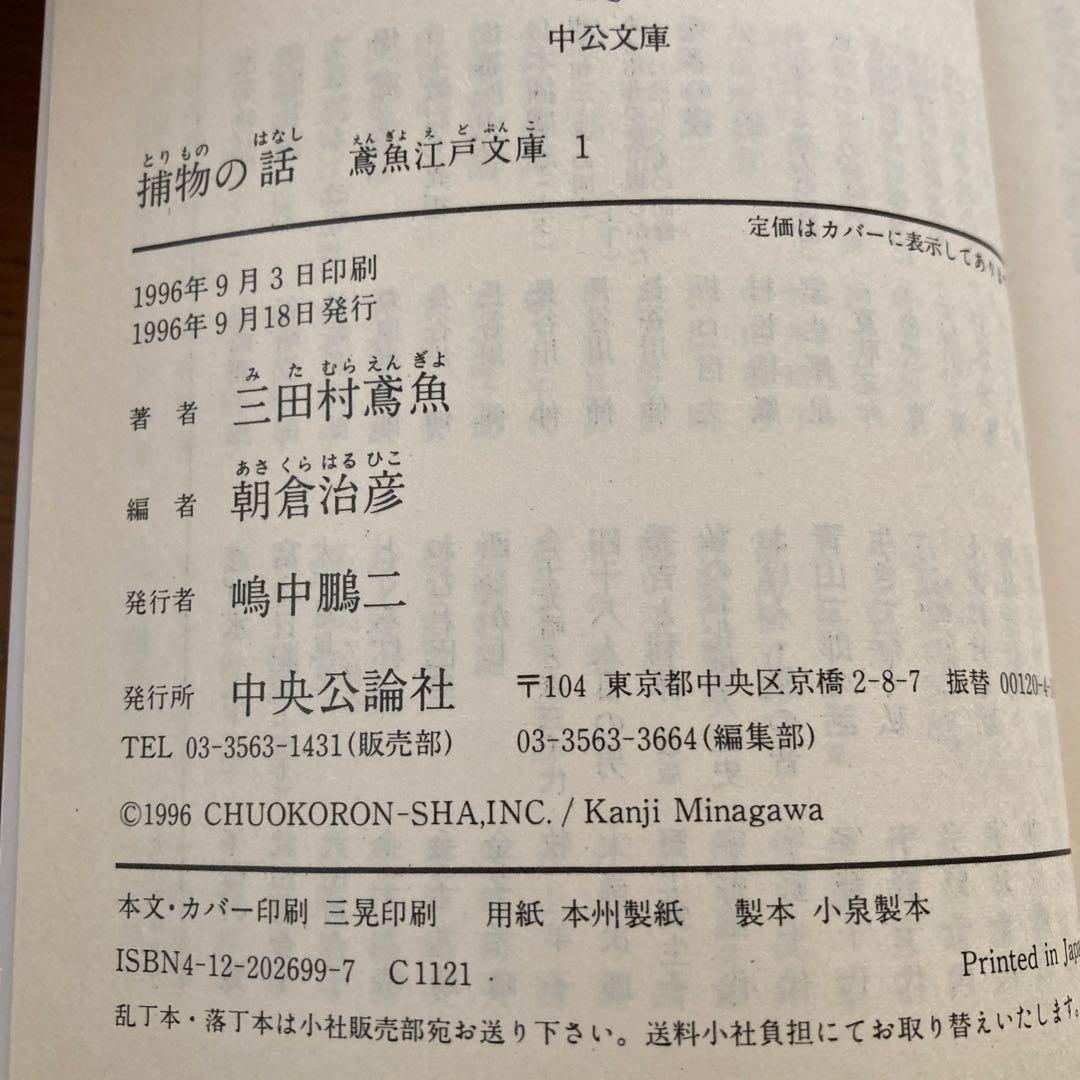 中公文庫
とりもの はなし えんぎよえどぶんこ
捕物の話 鳶魚江戸文庫 1
定価はカバーに表示してあり
1996年9月3日印刷
1996年9月18日発行
みたむらえんぎよ
著者 三田村鳶魚
あさくらはるひこ
編者 朝倉治彦
発行者 嶋中鵬二
発行所 中央公論社 〒104 東京都中央区京橋2-8-7 振替 00120-4-
TEL 03-3563-1431(販売部) 03-3563-3664(編集部)
©1996 CHUOKORON-SHA,INC. / Kanji Minagawa
本文・カバー印刷 三晃印刷 用紙 本州製紙 製本 小泉製本
ISBN4-12-202699-7 C1121
Printed in Japa
乱丁本・落丁本は小社販売部宛お送り下さい。送料小社負担にてお取り替えいたします。